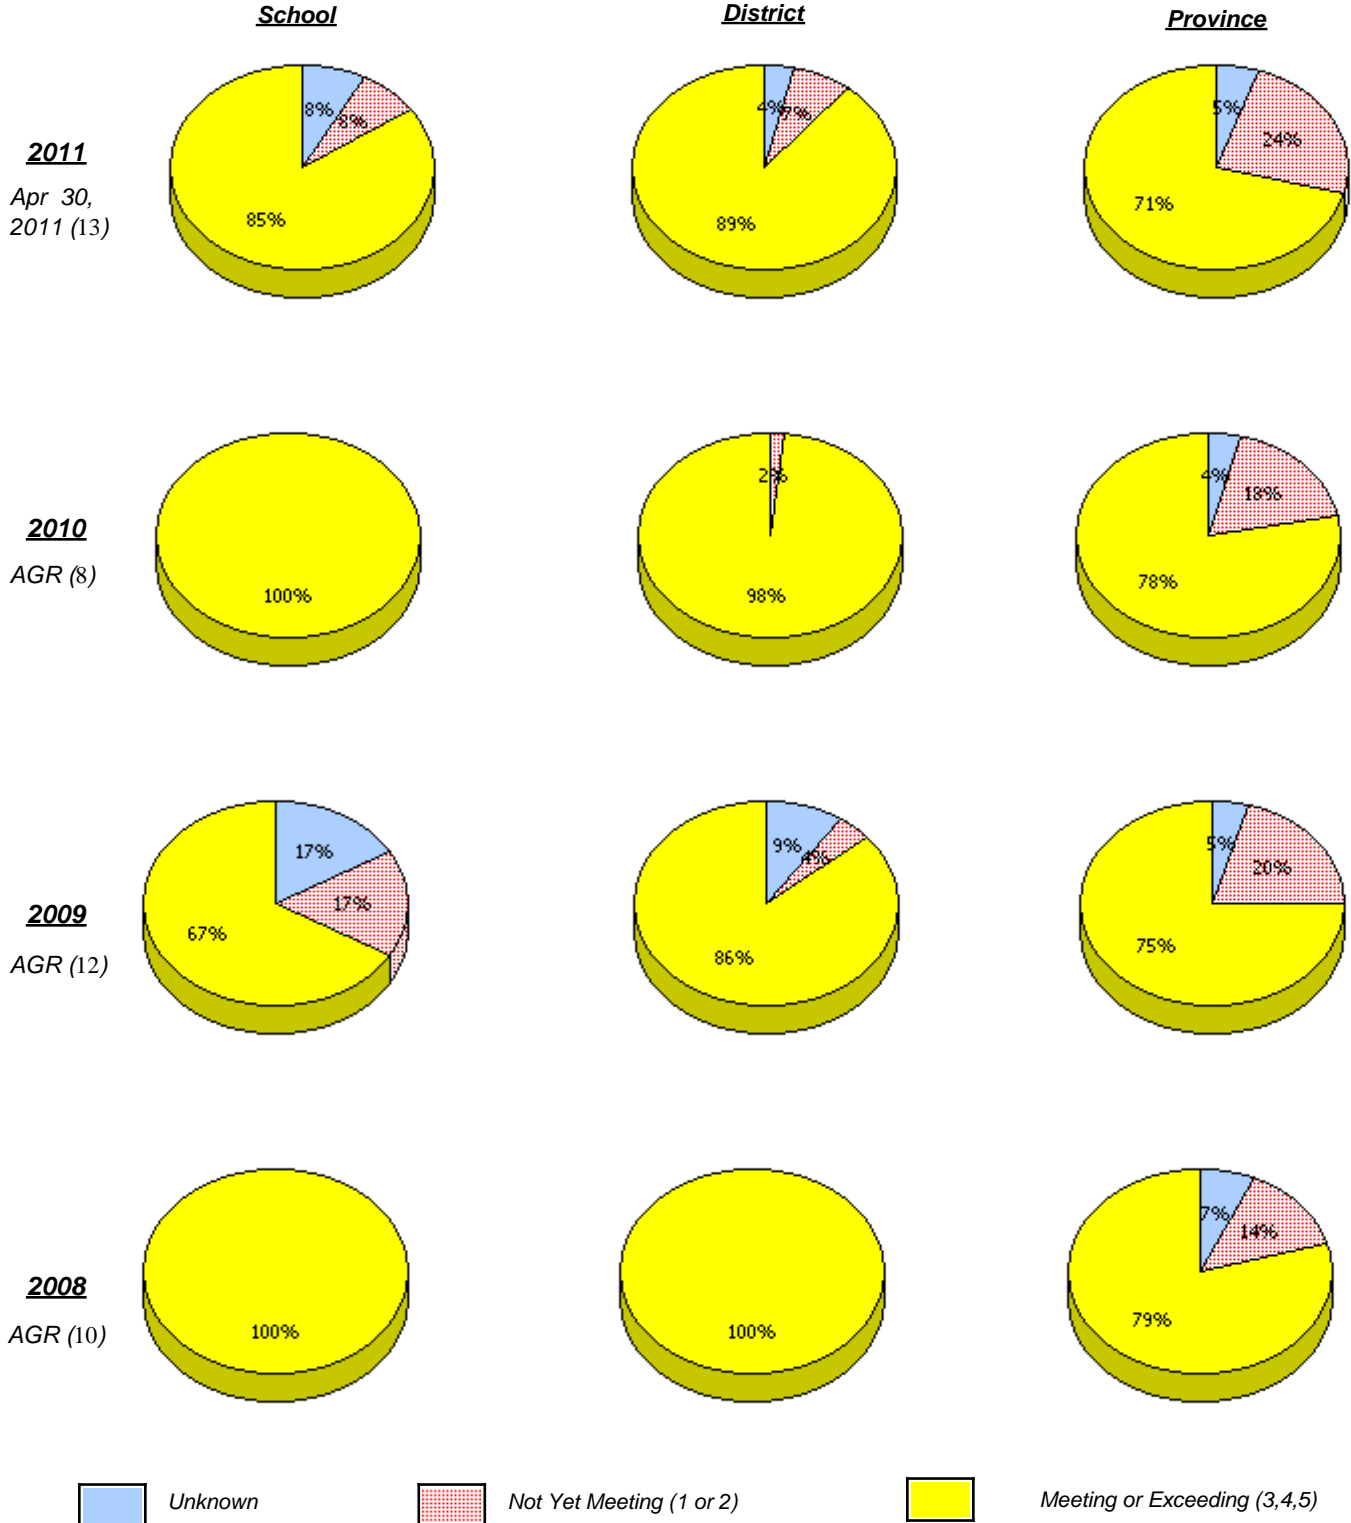 School District Province
2011
Apr 30,
2011 (13)
8% 8% 85%
4% 7% 89%
5% 24% 71%
2010
AGR (8)
100%
2% 98%
4% 18% 78%
2009
AGR (12)
17% 17% 67%
9% 4% 86%
5% 20% 75%
2008
AGR (10)
100%
100%
7% 14% 79%
Unknown Not Yet Meeting (1 or 2) Meeting or Exceeding (3,4,5)